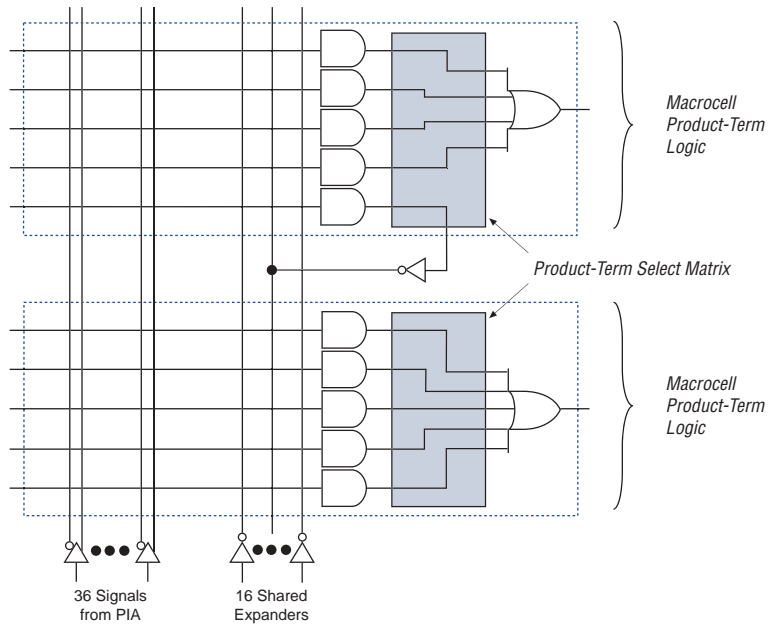 Macrocell
Product-Term
Logic
Product-Term Select Matrix
Macrocell
Product-Term
Logic
36 Signals
from PIA
16 Shared
Expanders